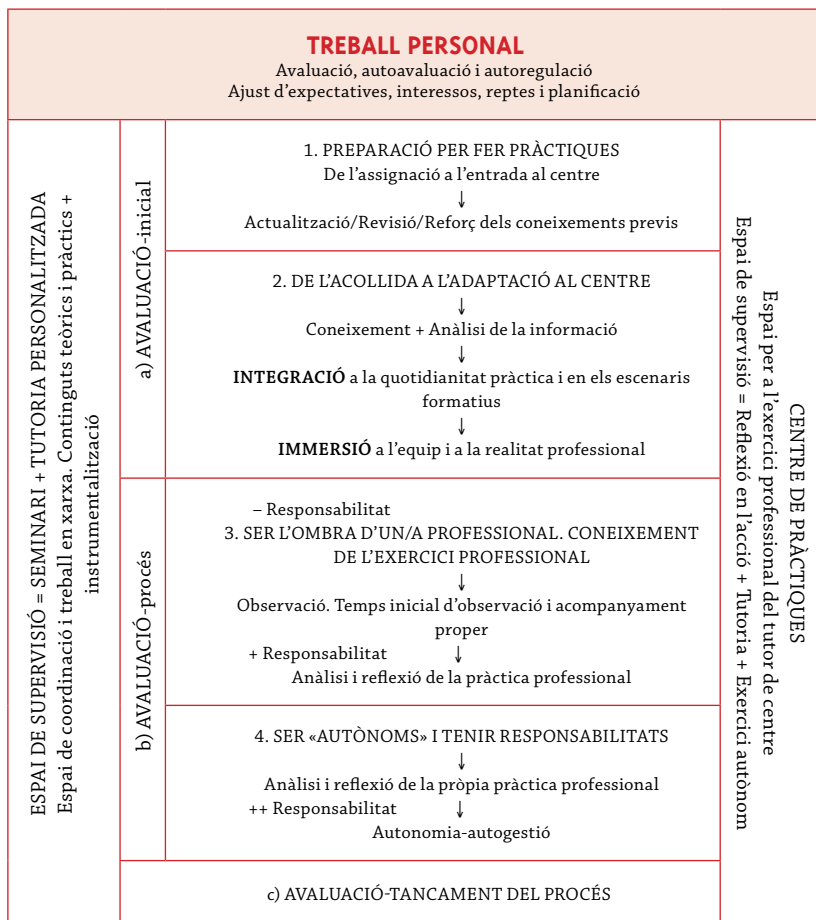 TREBALL PERSONAL
Avaluació, autoavaluació i autoregulació
Ajust d'expectatives, interessos, reptes i planificació
ESPAI DE SUPERVISIÓ = SEMINARI + TUTORIA PERSONALITZADA
Espai de coordinació i treball en xarxa. Continguts teòrics i pràctics +
instrumentalització
a) AVALUACIÓ-inicial
1. PREPARACIÓ PER FER PRÀCTIQUES
De l'assignació a l'entrada al centre
↓
Actualització/Revisió/Reforç dels coneixements previs
2. DE L'ACOLLIDA A L'ADAPTACIÓ AL CENTRE
↓
Coneixement + Anàlisi de la informació
↓
INTEGRACIÓ a la quotidianitat pràctica i en els escenaris
formatius
↓
IMMERSIÓ a l'equip i a la realitat professional
b) AVALUACIÓ-procés
– Responsabilitat
3. SER L'OMBRA D'UN/A PROFESSIONAL. CONEIXEMENT
DE L'EXERCICI PROFESSIONAL
↓
Observació. Temps inicial d'observació i acompanyament
proper
+ Responsabilitat ↓
Anàlisi i reflexió de la pràctica professional
4. SER «AUTÒNOMS» I TENIR RESPONSABILITATS
↓
Anàlisi i reflexió de la pròpia pràctica professional
++ Responsabilitat ↓
Autonomia-autogestió
c) AVALUACIÓ-TANCAMENT DEL PROCÉS
CENTRE DE PRÀCTIQUES
Espai per a l'exercici professional del tutor de centre
Espai de supervisió = Reflexió en l'acció + Tutoria + Exercici autònom